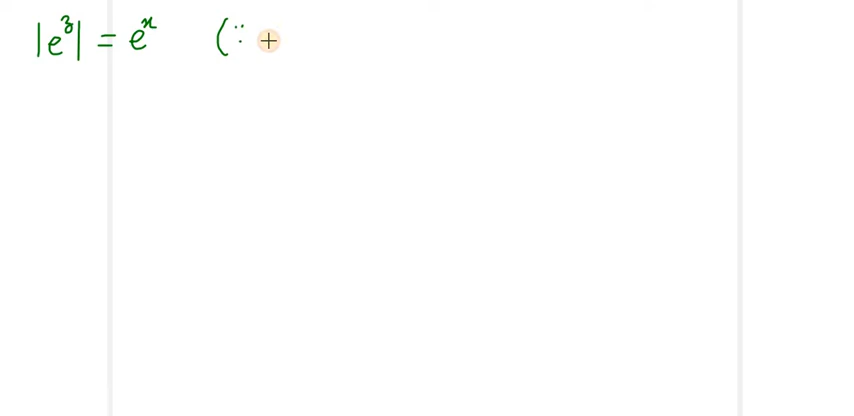 |e^z| = e^x (∵